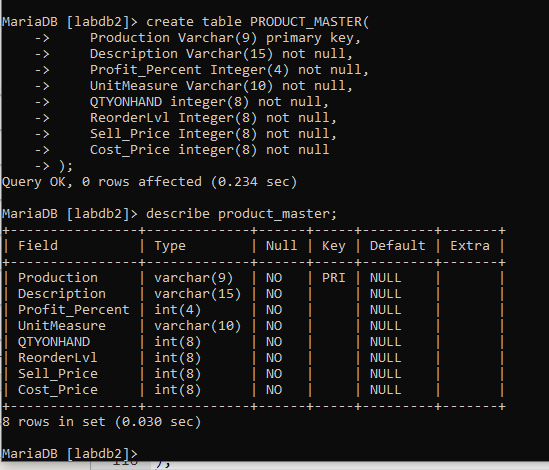 MariaDB [labdb2]> create table PRODUCT_MASTER(
    ->     Production Varchar(9) primary key,
    ->     Description Varchar(15) not null,
    ->     Profit_Percent Integer(4) not null,
    ->     UnitMeasure Varchar(10) not null,
    ->     QTYONHAND integer(8) not null,
    ->     ReorderLvl Integer(8) not null,
    ->     Sell_Price Integer(8) not null,
    ->     Cost_Price integer(8) not null
    -> );
Query OK, 0 rows affected (0.234 sec)
MariaDB [labdb2]> describe product_master;
+----------------+-------------+------+-----+---------+-------+
| Field          | Type        | Null | Key | Default | Extra |
+----------------+-------------+------+-----+---------+-------+
| Production     | varchar(9)  | NO   | PRI | NULL    |       |
| Description    | varchar(15) | NO   |     | NULL    |       |
| Profit_Percent | int(4)      | NO   |     | NULL    |       |
| UnitMeasure    | varchar(10) | NO   |     | NULL    |       |
| QTYONHAND      | int(8)      | NO   |     | NULL    |       |
| ReorderLvl     | int(8)      | NO   |     | NULL    |       |
| Sell_Price     | int(8)      | NO   |     | NULL    |       |
| Cost_Price     | int(8)      | NO   |     | NULL    |       |
+----------------+-------------+------+-----+---------+-------+
8 rows in set (0.030 sec)
MariaDB [labdb2]>